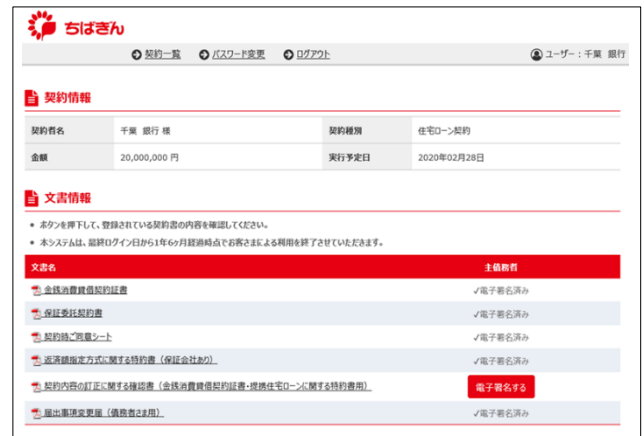 ちばぎん
契約一覧 パスワード変更 ログアウト ユーザー：千葉 銀行
契約情報
契約者名 千葉 銀行 様 契約種別 住宅ローン契約
金額 20,000,000 円 実行予定日 2020年02月28日
文書情報
• ボタンを押下して、登録されている契約書の内容を確認してください。
• 本システムは、最終ログイン日から1年6ヶ月経過時点でお客さまによる利用を終了させていただきます。
文書名 主債務者
金銭消費貸借契約証書 ✓電子署名済み
保証委託契約書 ✓電子署名済み
契約時ご同意シート ✓電子署名済み
返済額指定方式に関する特約書（保証会社あり） ✓電子署名済み
契約内容の訂正に関する確認書（金銭消費貸借契約証書・提携住宅ローンに関する特約書用） 電子署名する
届出事項変更届（債務者さま用） ✓電子署名済み